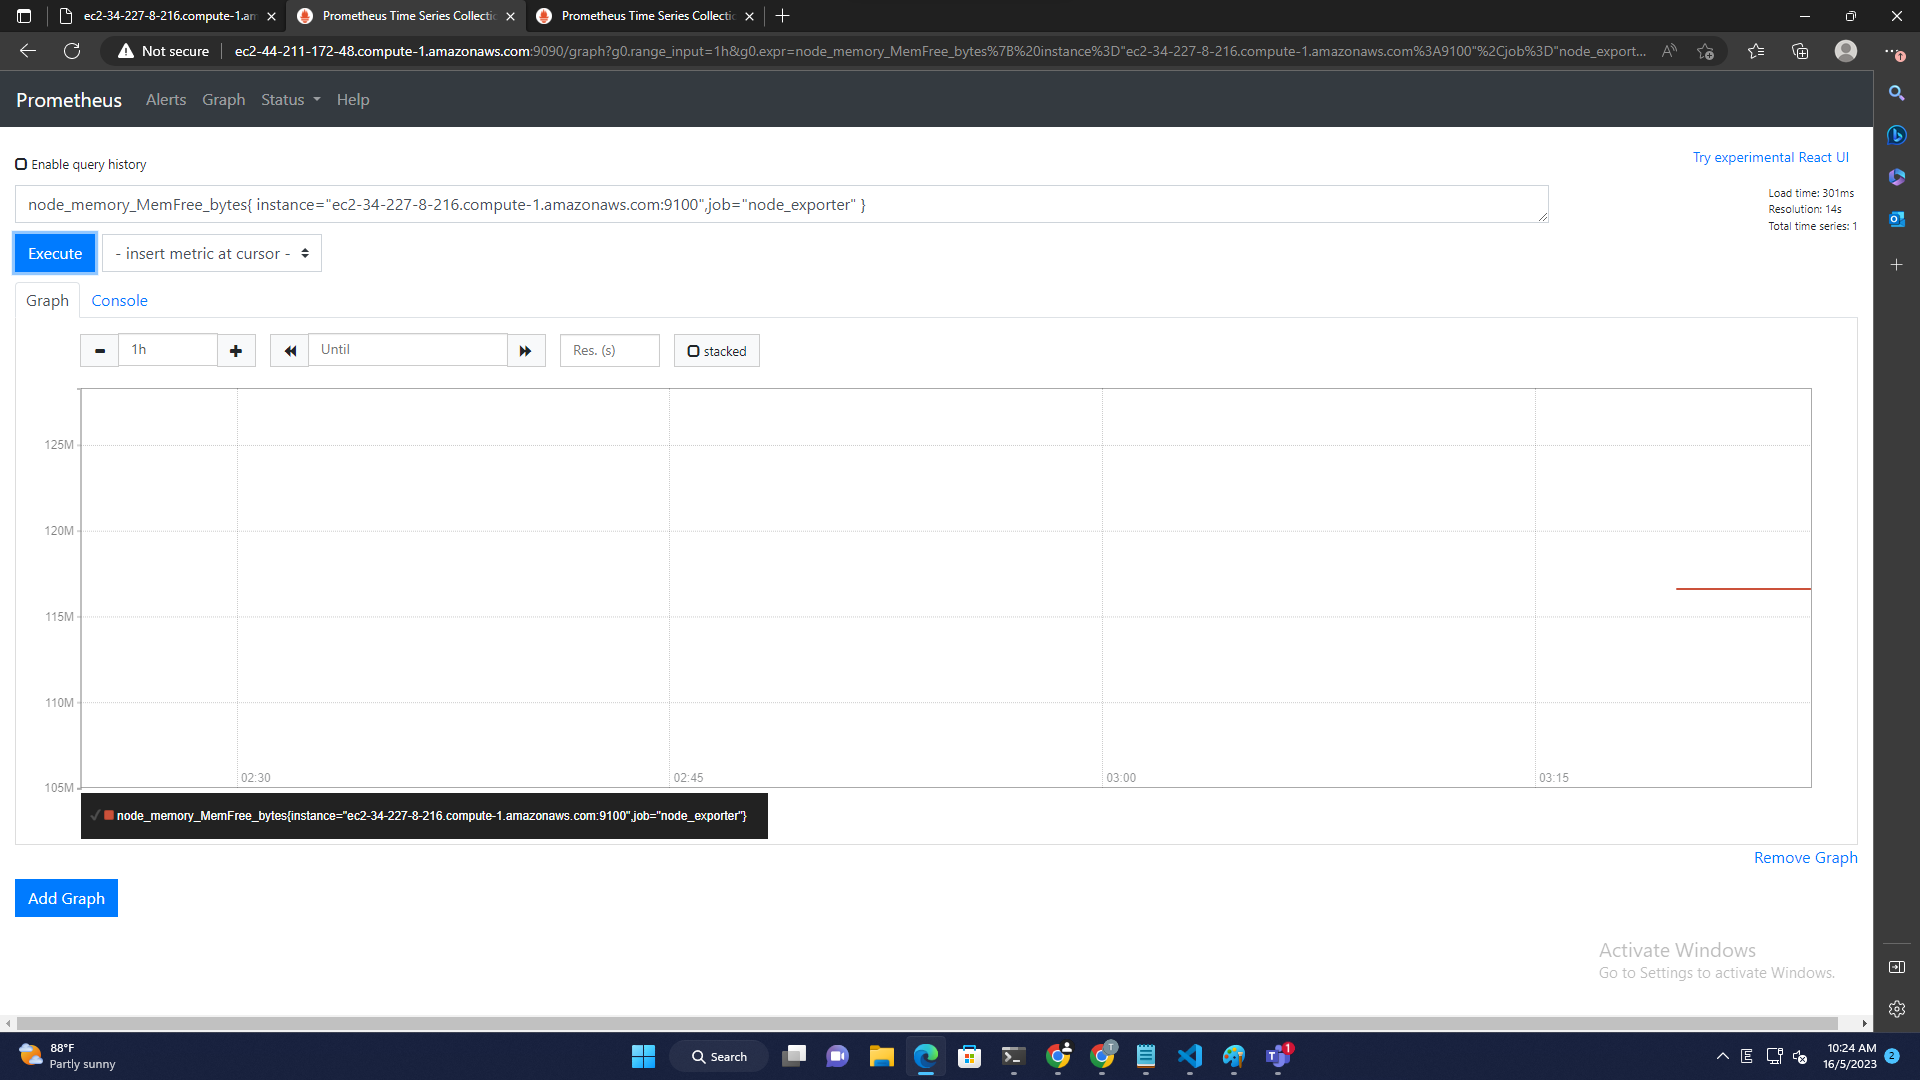 ec2-34-227-8-216.compute-1.am
Prometheus Time Series Collectic
Prometheus Time Series Collectic
Not secure
ec2-44-211-172-48.compute-1.amazonaws.com:9090/graph?g0.range_input=1h&g0.expr=node_memory_MemFree_bytes%7B%20instance%3D"ec2-34-227-8-216.compute-1.amazonaws.com%3A9100"%2Cjob%3D"node_export...
Prometheus Alerts Graph Status Help
Enable query history
Try experimental React UI
node_memory_MemFree_bytes{ instance="ec2-34-227-8-216.compute-1.amazonaws.com:9100",job="node_exporter" }
Load time: 301ms
Resolution: 14s
Total time series: 1
Execute
- insert metric at cursor -
Graph Console
1h
Until
Res. (s)
stacked
125M
120M
115M
110M
105M
02:30 02:45 03:00 03:15
node_memory_MemFree_bytes{instance="ec2-34-227-8-216.compute-1.amazonaws.com:9100",job="node_exporter"}
Remove Graph
Add Graph
Activate Windows
Go to Settings to activate Windows.
88°F
Partly sunny
Search
T
1
E
10:24 AM
16/5/2023
2